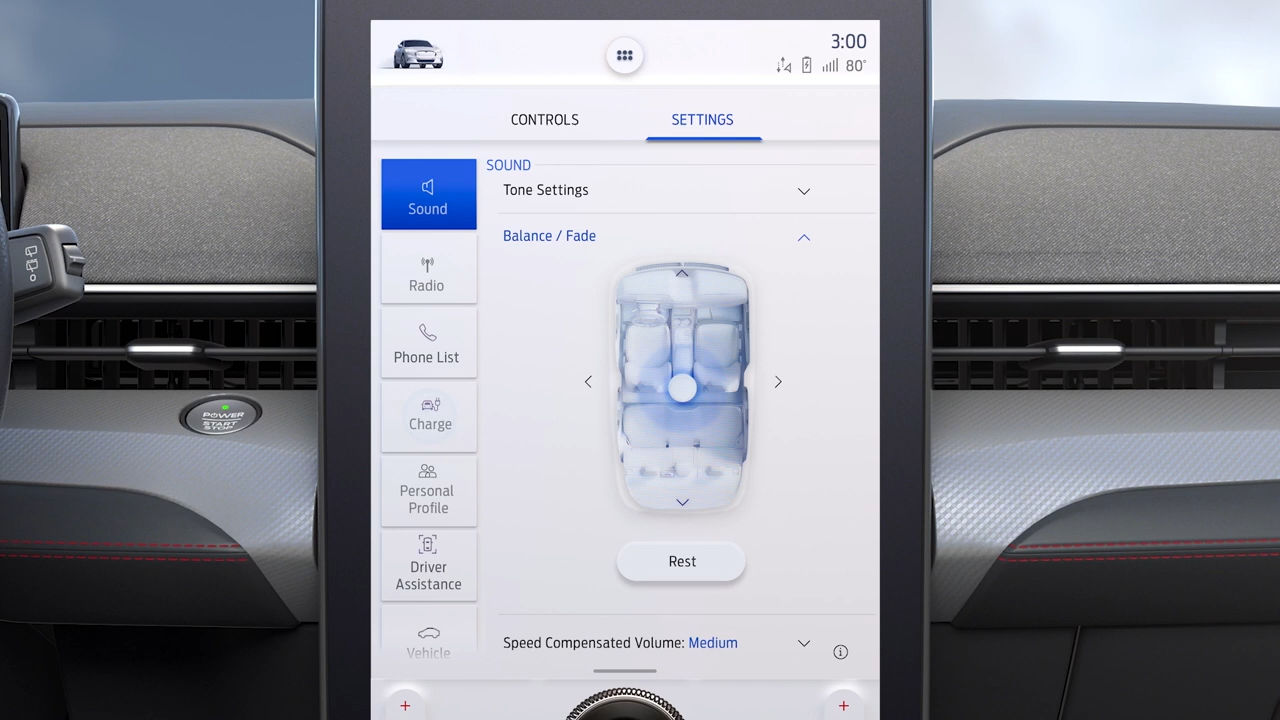 3:00
80°
CONTROLS
SETTINGS
SOUND
Sound
Tone Settings
Balance / Fade
Radio
Phone List
Charge
Personal
Profile
Driver
Assistance
Vehicle
Rest
Speed Compensated Volume: Medium
POWER
START
STOP